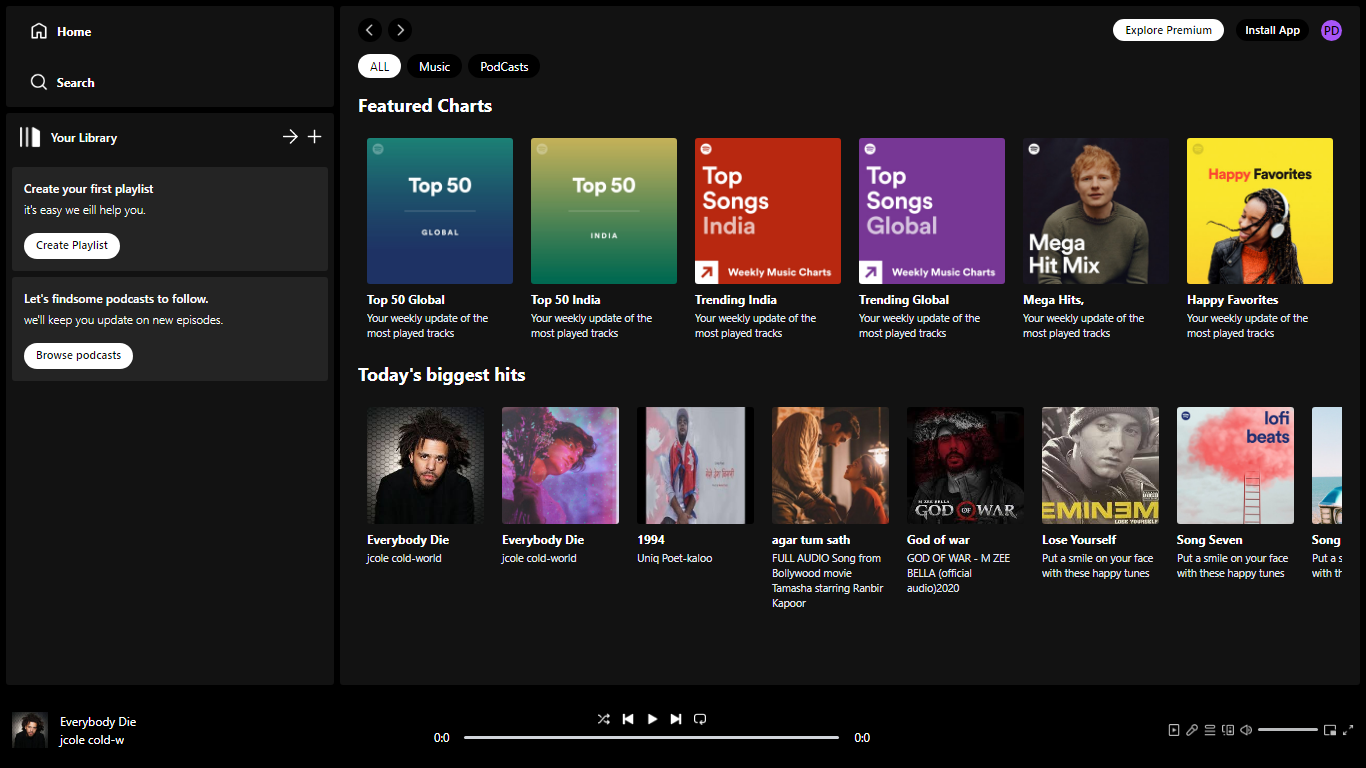 Home
Search
Your Library
Create your first playlist
it's easy we eill help you.
Create Playlist
Let's findsome podcasts to follow.
we'll keep you update on new episodes.
Browse podcasts
Explore Premium
Install App
PD
ALL
Music
PodCasts
Featured Charts
Top 50
GLOBAL
Top 50 Global
Your weekly update of the
most played tracks
Top 50
INDIA
Top 50 India
Your weekly update of the
most played tracks
Top
Songs
India
Weekly Music Charts
Trending India
Your weekly update of the
most played tracks
Top
Songs
Global
Weekly Music Charts
Trending Global
Your weekly update of the
most played tracks
Mega
Hit Mix
Mega Hits,
Your weekly update of the
most played tracks
Happy Favorites
Happy Favorites
Your weekly update of the
most played tracks
Today's biggest hits
Everybody Die
jcole cold-world
Everybody Die
jcole cold-world
1994
Uniq Poet-kaloo
agar tum sath
FULL AUDIO Song from
Bollywood movie
Tamasha starring Ranbir
Kapoor
M ZEE BELLA
GOD OF WAR
God of war
GOD OF WAR - M ZEE
BELLA (official
audio)2020
EMINEM
LOSE YOURSELF
Lose Yourself
Put a smile on your face
with these happy tunes
lofi
beats
Song Seven
Put a smile on your face
with these happy tunes
Song
Put a s
with th
Everybody Die
jcole cold-w
0:0
0:0